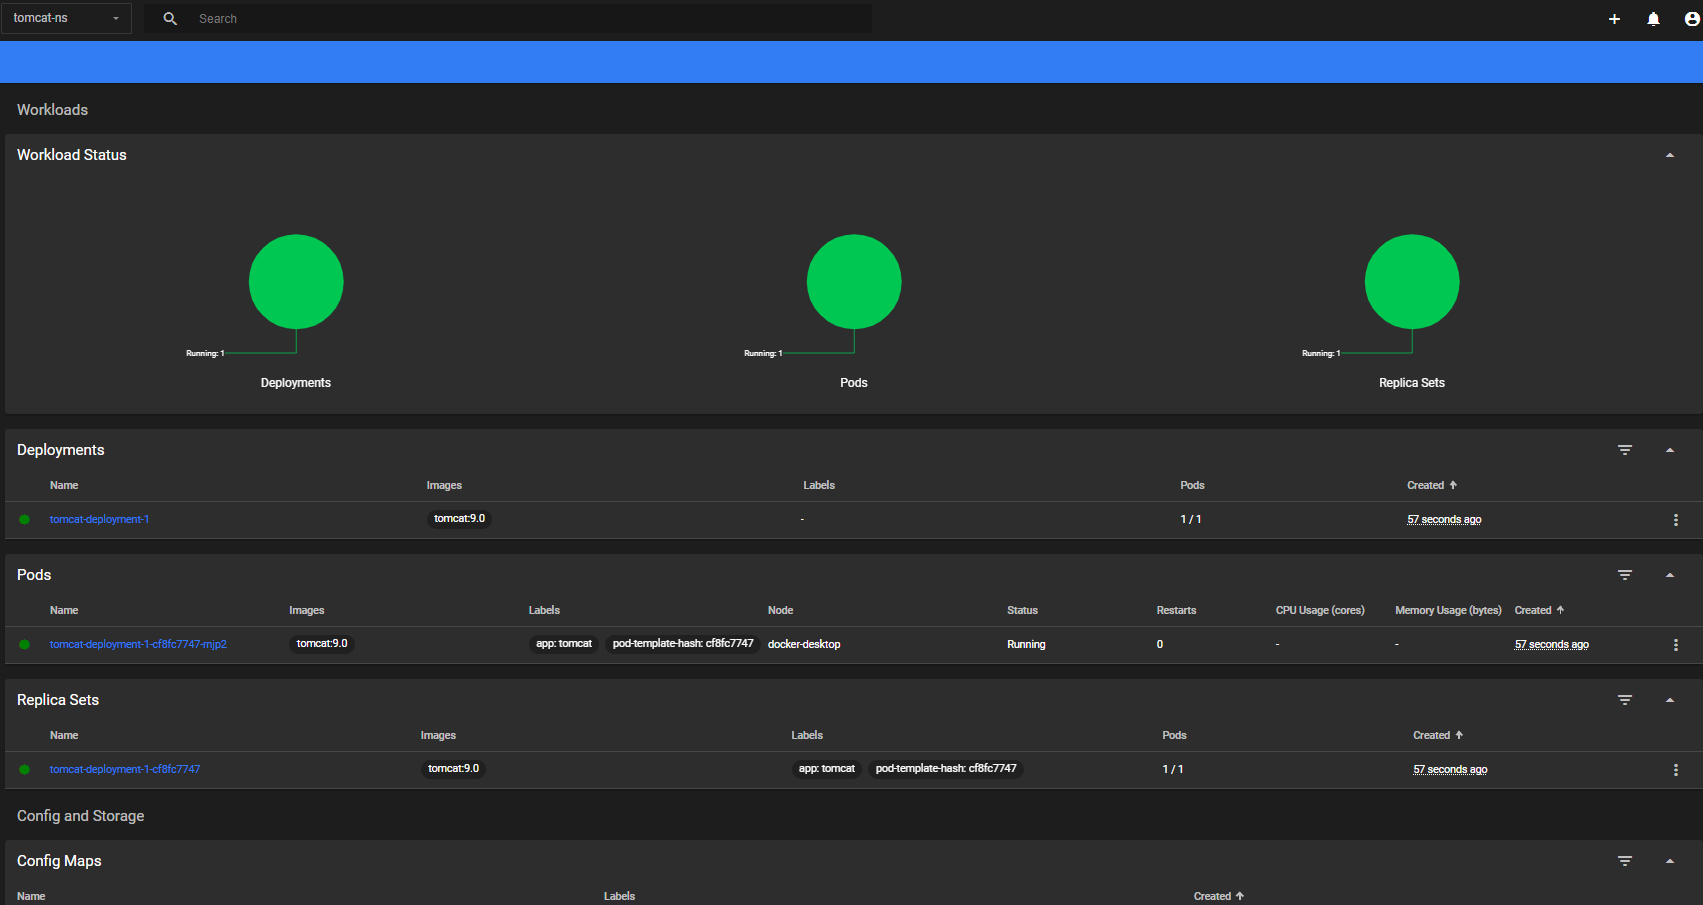 tomcat-ns Search
Workloads
Workload Status
Running: 1 Running: 1 Running: 1
Deployments Pods Replica Sets
Deployments
Name Images Labels Pods Created
tomcat-deployment-1 tomcat:9.0 - 1 / 1 57 seconds ago
Pods
Name Images Labels Node Status Restarts CPU Usage (cores) Memory Usage (bytes) Created
tomcat-deployment-1-cf8fc7747-mjp2 tomcat:9.0 app: tomcat pod-template-hash: cf8fc7747 docker-desktop Running 0 - - 57 seconds ago
Replica Sets
Name Images Labels Pods Created
tomcat-deployment-1-cf8fc7747 tomcat:9.0 app: tomcat pod-template-hash: cf8fc7747 1 / 1 57 seconds ago
Config and Storage
Config Maps
Name Labels Created